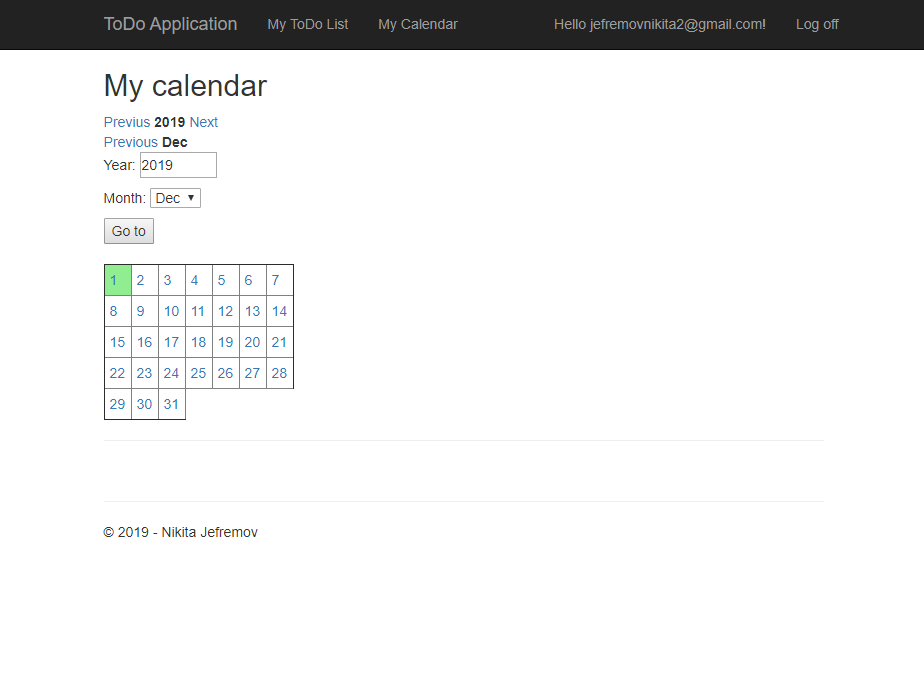 ToDo Application My ToDo List My Calendar Hello jefremovnikita2@gmail.com! Log off
My calendar
Previus 2019 Next
Previous Dec
Year: 2019
Month: Dec
Go to
1 2 3 4 5 6 7
8 9 10 11 12 13 14
15 16 17 18 19 20 21
22 23 24 25 26 27 28
29 30 31
© 2019 - Nikita Jefremov